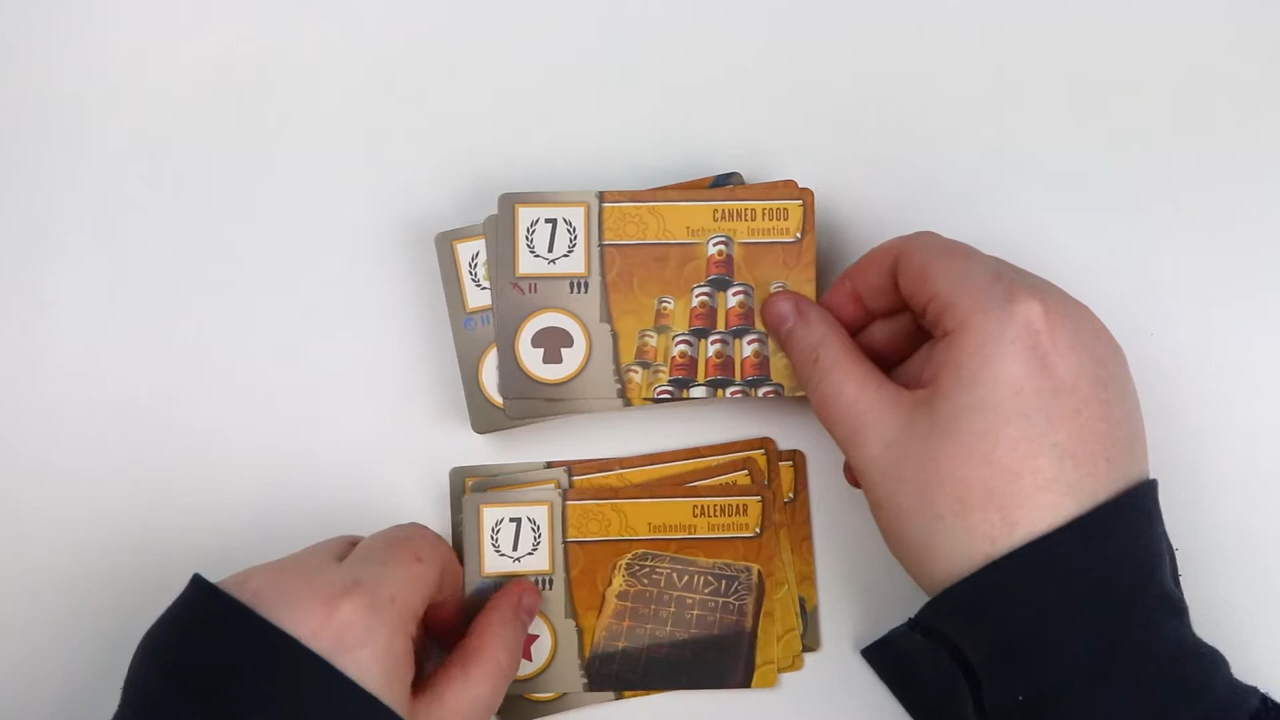 7
CANNED FOOD
Technology - Invention
7
CALENDAR
Technology - Invention